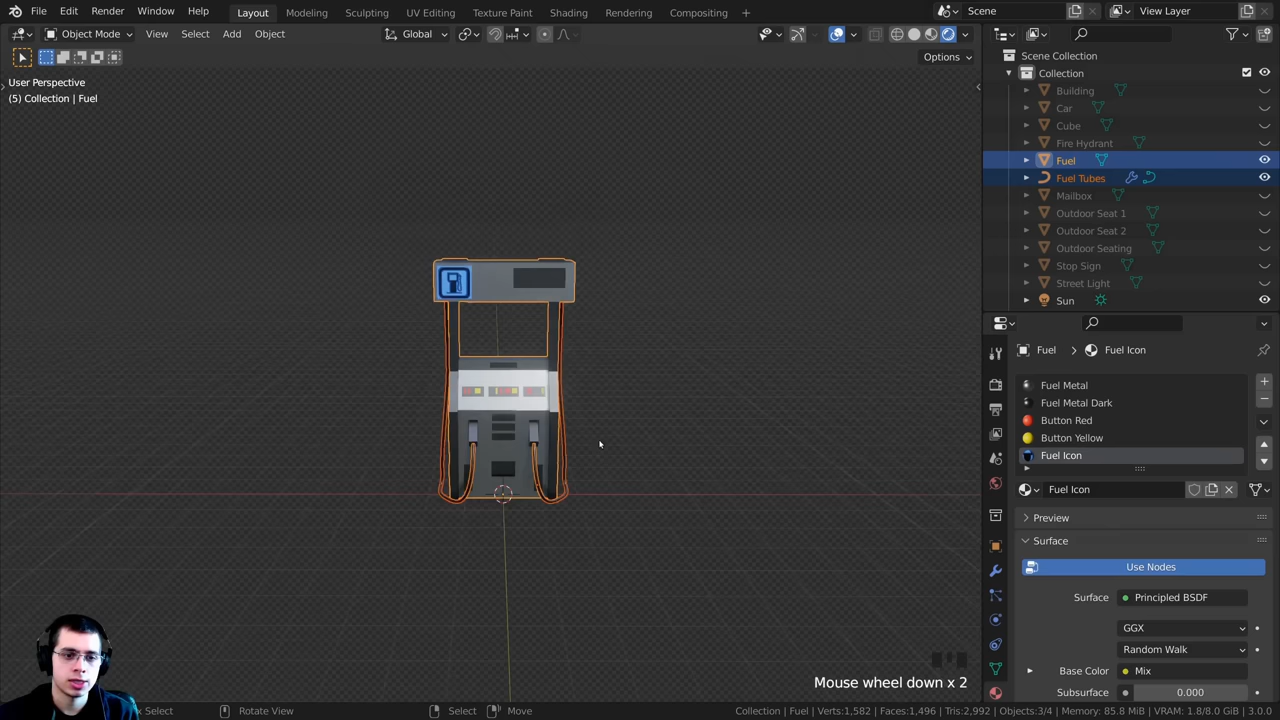 File Edit Render Window Help Layout Modeling Sculpting UV Editing Texture Paint Shading Rendering Compositing + Scene View Layer
Object Mode View Select Add Object Global
Options
User Perspective
(5) Collection | Fuel
Scene Collection
Collection
Building
Car
Cube
Fire Hydrant
Fuel
Fuel Tubes
Mailbox
Outdoor Seat 1
Outdoor Seat 2
Outdoor Seating
Stop Sign
Street Light
Sun
Fuel > Fuel Icon
Fuel Metal
Fuel Metal Dark
Button Red
Button Yellow
Fuel Icon
Fuel Icon
Preview
Surface
Use Nodes
Surface Principled BSDF
GGX
Random Walk
Base Color Mix
Subsurface 0.000
Mouse wheel down x 2
Select Rotate View Select Move Collection | Fuel | Verts:1,582 | Faces:1,496 | Tris:2,992 | Objects:3/4 | Memory: 85.8 MiB | VRAM: 1.8/8.0 GiB | 3.0.0